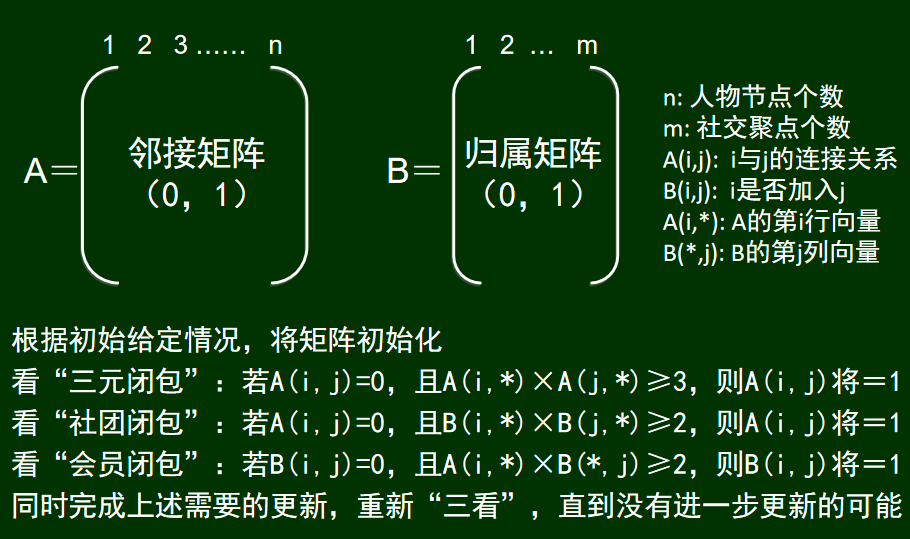 1 2 3 …… n
A＝
邻接矩阵
（0，1）
1 2 … m
B＝
归属矩阵
（0，1）
n: 人物节点个数
m: 社交聚点个数
A(i,j): i与j的连接关系
B(i,j): i是否加入j
A(i,*): A的第i行向量
B(*,j): B的第j列向量
根据初始给定情况，将矩阵初始化
看“三元闭包”：若A(i,j)=0，且A(i,*)×A(j,*)≥3，则A(i,j)将＝1
看“社团闭包”：若A(i,j)=0，且B(i,*)×B(j,*)≥2，则A(i,j)将＝1
看“会员闭包”：若B(i,j)=0，且A(i,*)×B(*,j)≥2，则B(i,j)将＝1
同时完成上述需要的更新，重新“三看”，直到没有进一步更新的可能